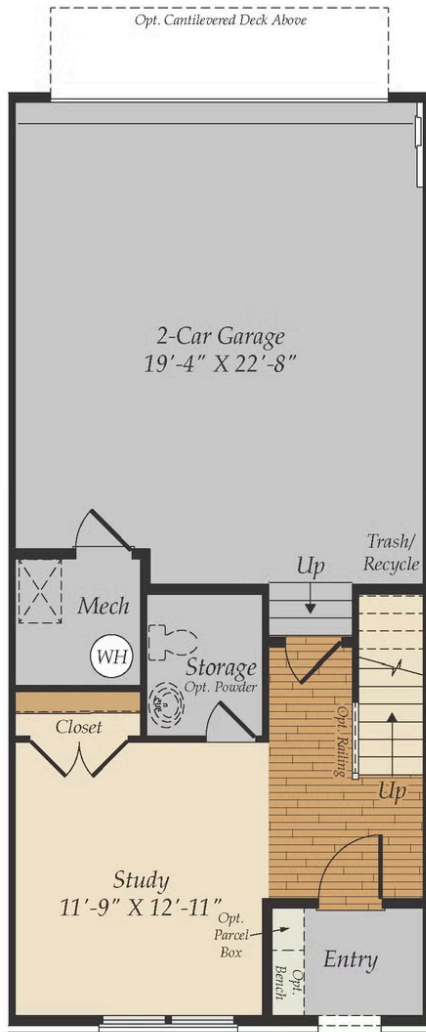 Opt. Cantilevered Deck Above
2-Car Garage
19'-4" X 22'-8"
Trash/
Recycle
Up
Mech
WH
Storage
Opt. Powder
Closet
Opt. Railing
Up
Study
11'-9" X 12'-11"
Opt.
Parcel
Box
Opt.
Bench
Entry